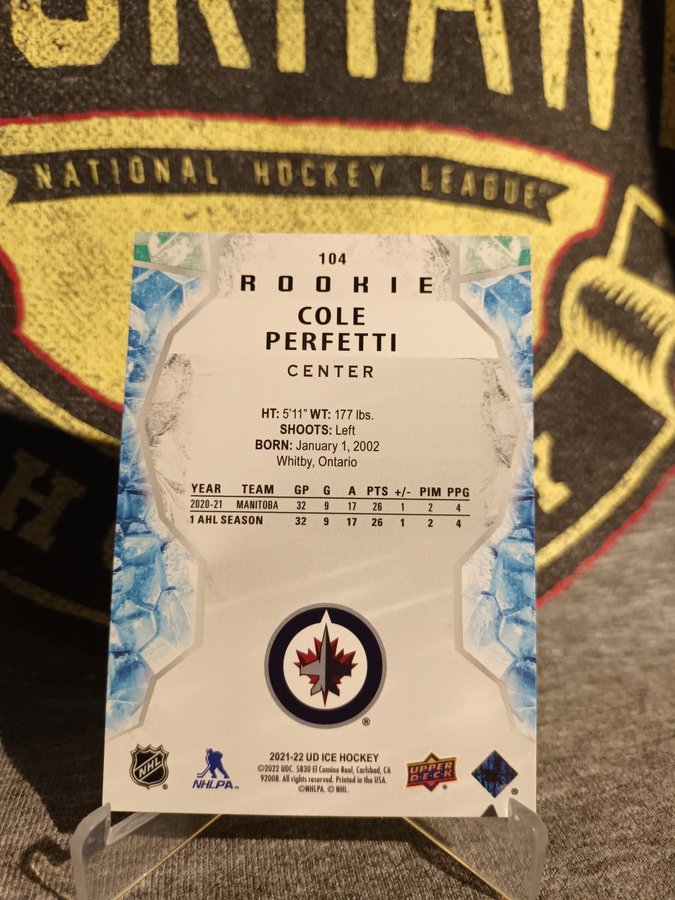 NATIONAL HOCKEY LEAGUE
104
ROOKIE
COLE
PERFETTI
CENTER
HT: 5'11" WT: 177 lbs.
SHOOTS: Left
BORN: January 1, 2002
Whitby, Ontario
YEAR TEAM GP G A PTS +/- PIM PPG
2020-21 MANITOBA 32 9 17 26 1 2 4
1 AHL SEASON 32 9 17 26 1 2 4
®
2021-22 UD ICE HOCKEY
©2022 UDC. 5830 El Camino Real, Carlsbad, CA
92008. All rights reserved. Printed in the USA.
©NHLPA. © NHL.
NHL
NHLPA
UPPER
DECK